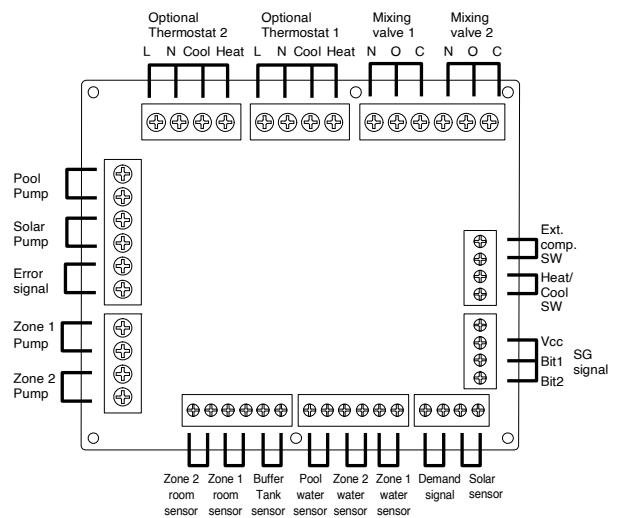 Optional Thermostat 2
Optional Thermostat 1
Mixing valve 1
Mixing valve 2
L N Cool Heat
L N Cool Heat
N O C
N O C
Pool Pump
Solar Pump
Error signal
Zone 1 Pump
Zone 2 Pump
Ext. comp. SW
Heat/ Cool SW
Vcc
Bit1
Bit2
SG signal
Zone 2 room sensor
Zone 1 room sensor
Buffer Tank sensor
Pool water sensor
Zone 2 water sensor
Zone 1 water sensor
Demand signal
Solar sensor